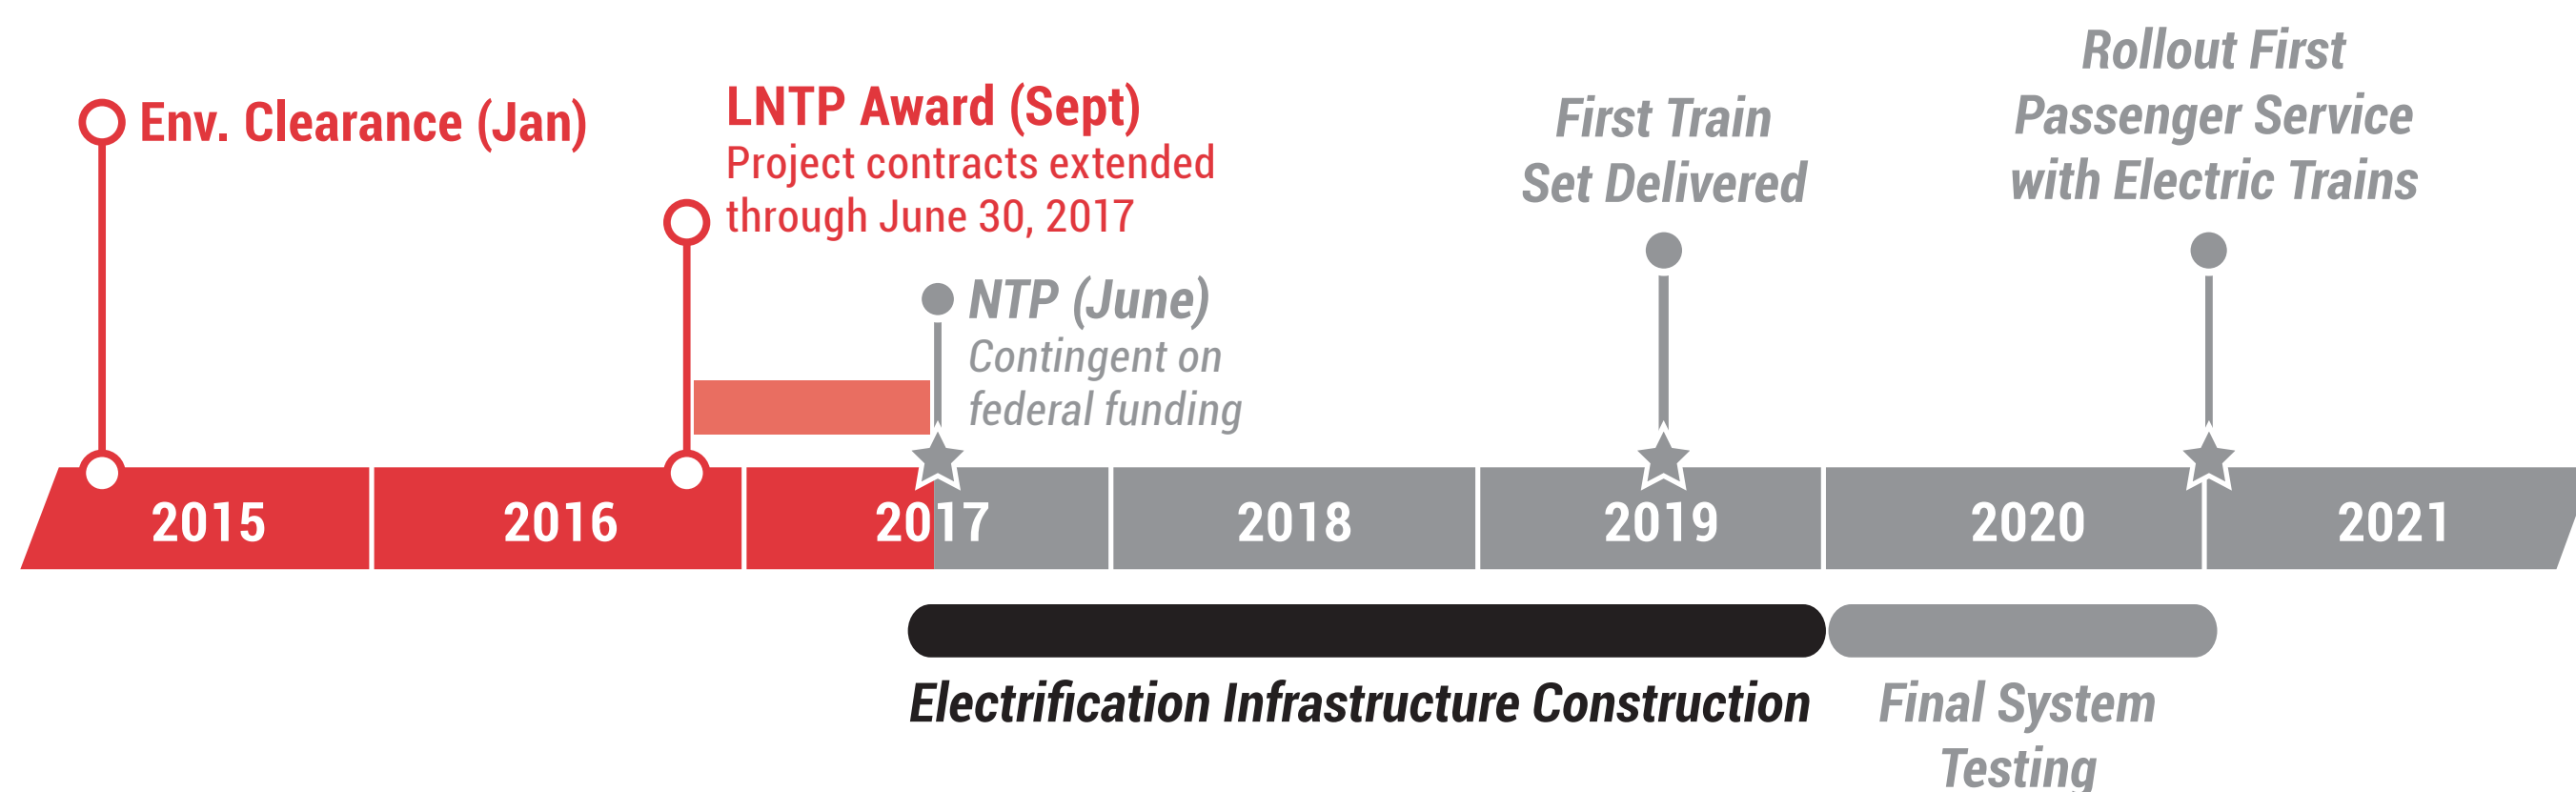 Env. Clearance (Jan)
LNTP Award (Sept)
Project contracts extended
through June 30, 2017
NTP (June)
Contingent on
federal funding
First Train
Set Delivered
Rollout First
Passenger Service
with Electric Trains
2015
2016
2017
2018
2019
2020
2021
Electrification Infrastructure Construction
Final System
Testing